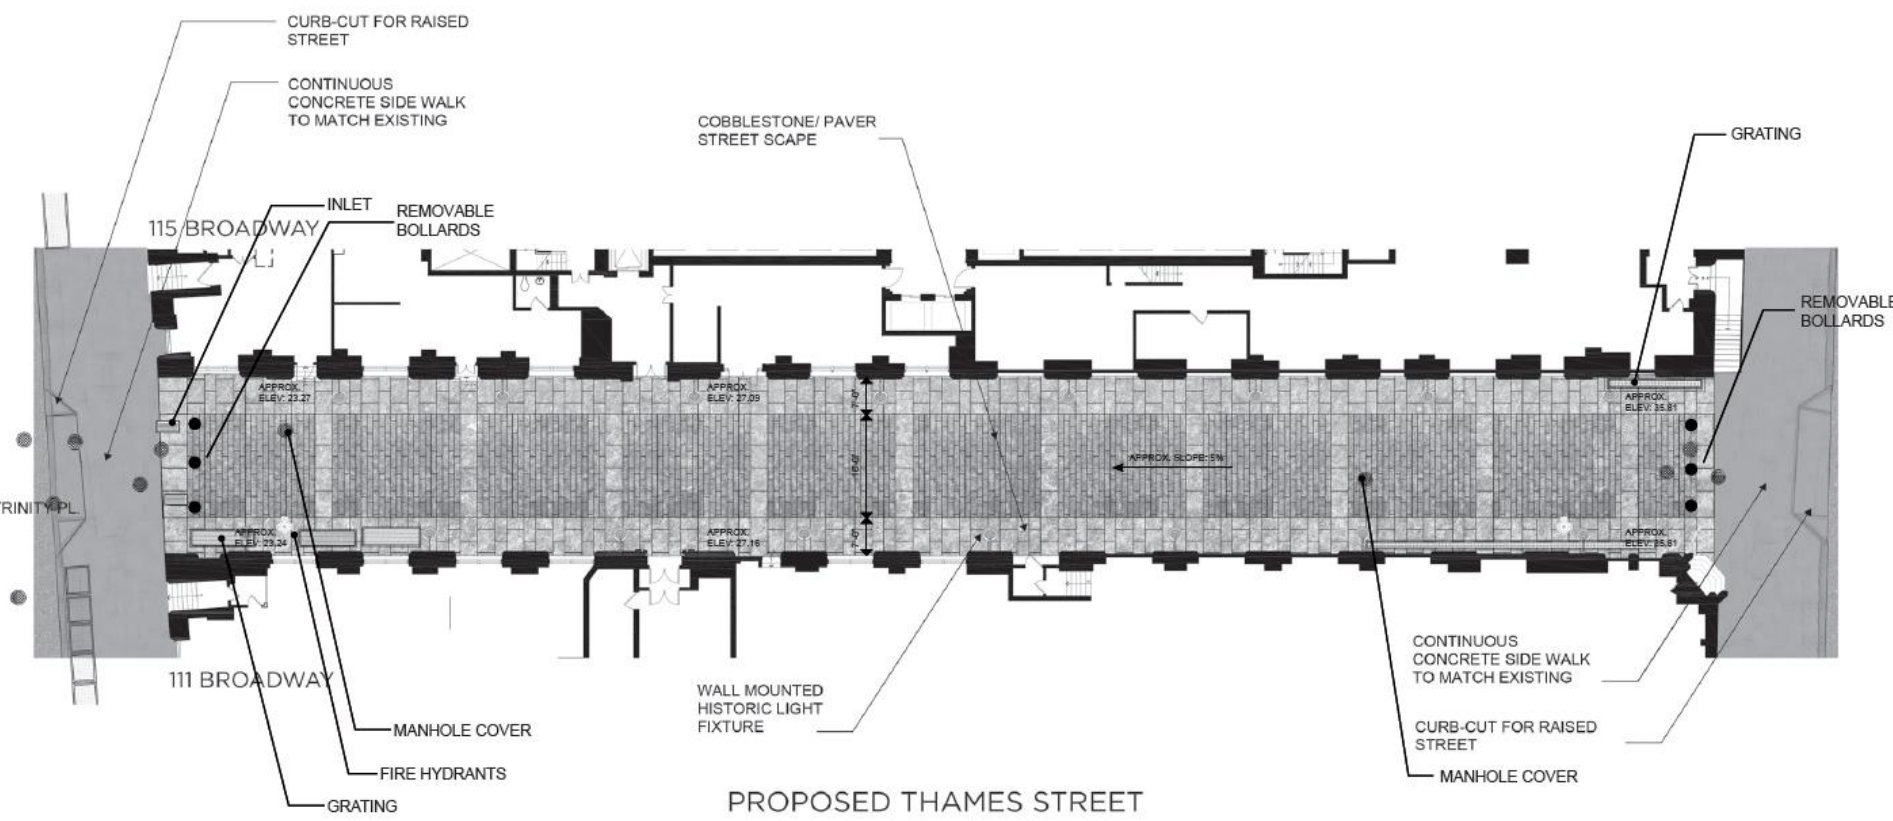 CURB-CUT FOR RAISED
STREET
CONTINUOUS
CONCRETE SIDE WALK
TO MATCH EXISTING
COBBLESTONE/ PAVER
STREET SCAPE
GRATING
INLET
REMOVABLE
BOLLARDS
115 BROADWAY
REMOVABLE
BOLLARDS
APPROX.
ELEV: 23.27
APPROX.
ELEV: 27.09
7'-0"
APPROX.
ELEV: 35.81
APPROX. SLOPE: 5%
TRINITY PL.
APPROX.
ELEV: 23.24
APPROX.
ELEV: 27.16
7'-0"
APPROX.
111 BROADWAY
WALL MOUNTED
HISTORIC LIGHT
FIXTURE
CONTINUOUS
CONCRETE SIDE WALK
TO MATCH EXISTING
CURB-CUT FOR RAISED
STREET
MANHOLE COVER
MANHOLE COVER
FIRE HYDRANTS
GRATING
PROPOSED THAMES STREET